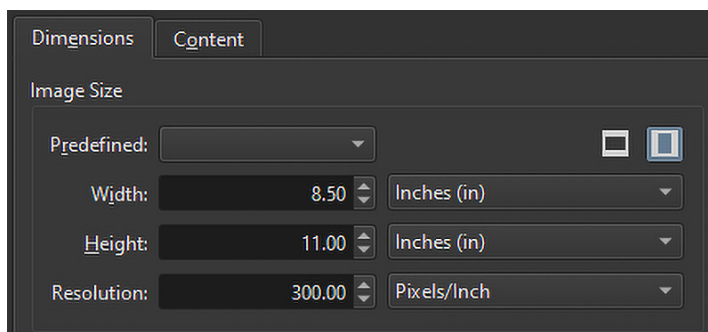 Dimensions Content
Image Size
Predefined:
Width: 8.50 Inches (in)
Height: 11.00 Inches (in)
Resolution: 300.00 Pixels/Inch